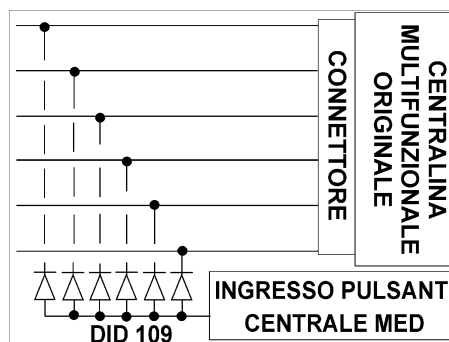 CONNETTORE
CENTRALINA
MULTIFUNZIONALE
ORIGINALE
DID 109
INGRESSO PULSANT
CENTRALE MED